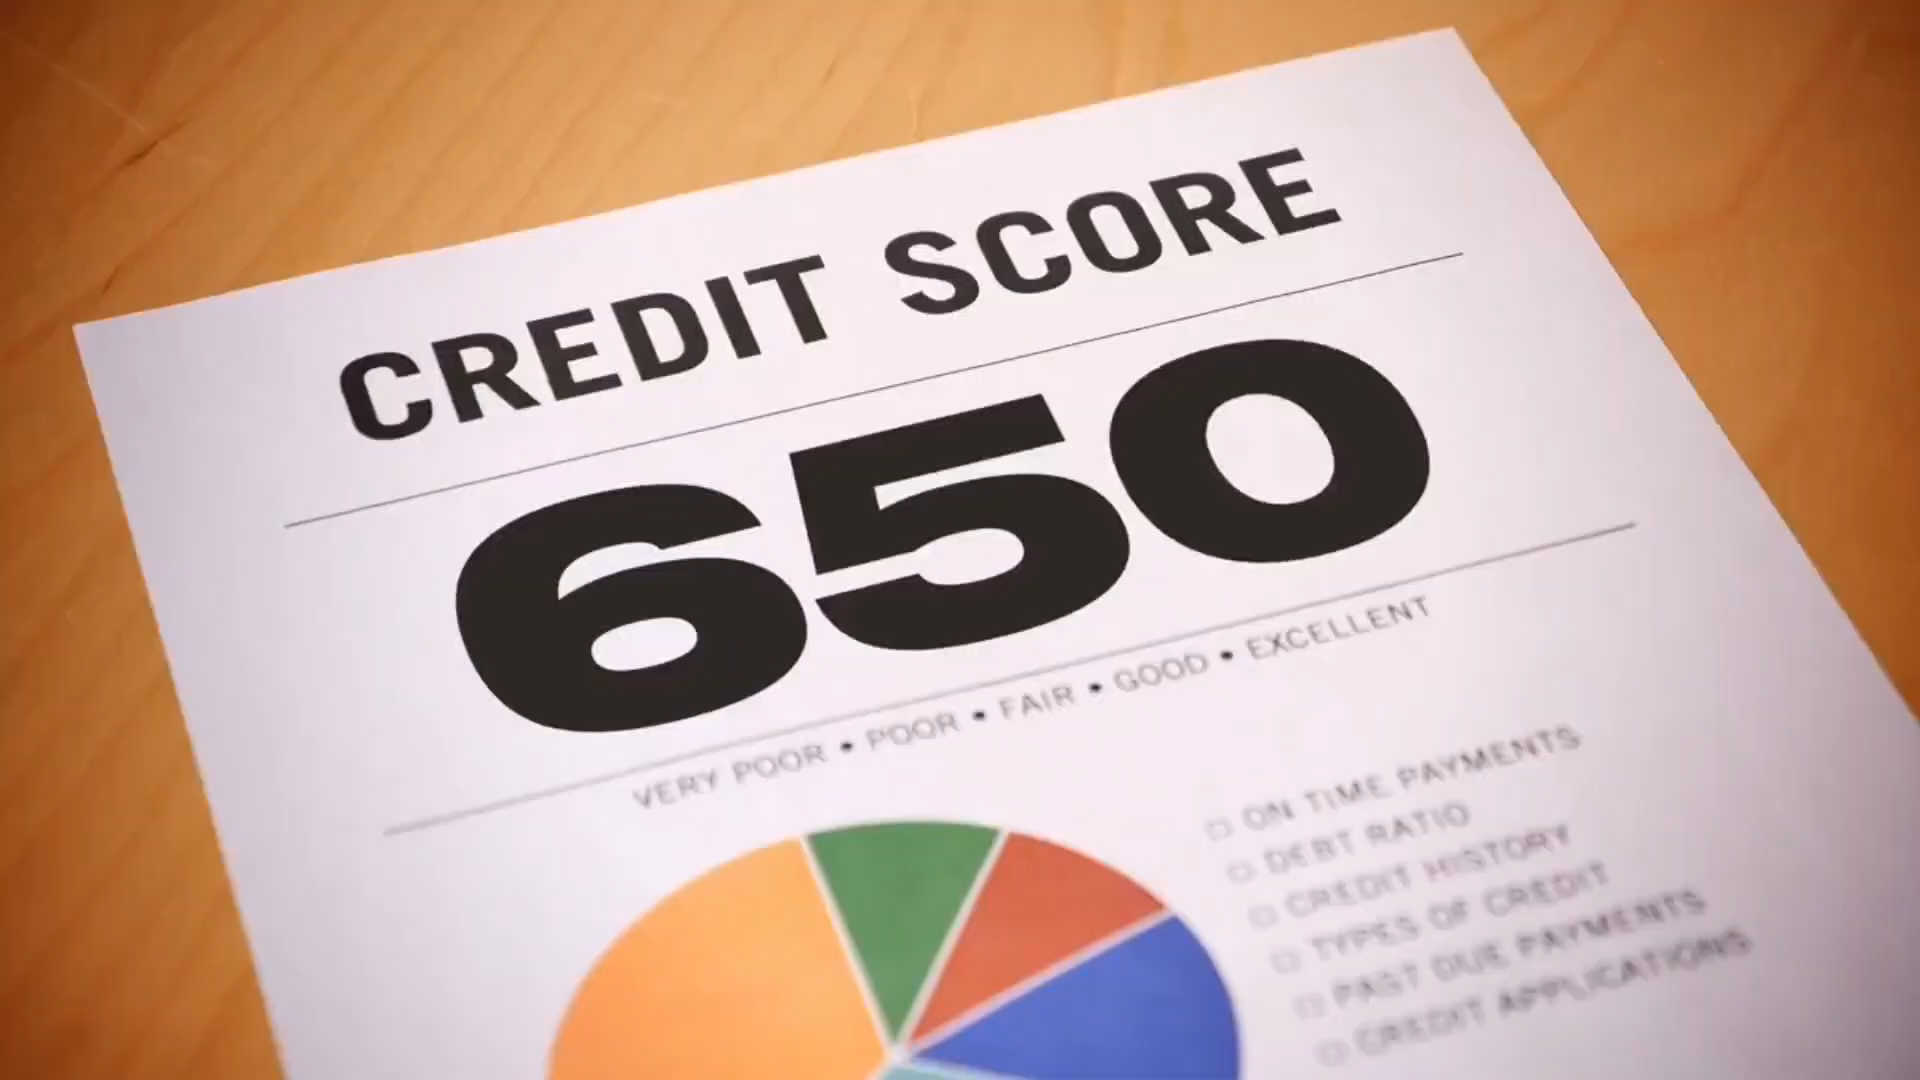 CREDIT SCORE
650
VERY POOR • POOR • FAIR • GOOD • EXCELLENT
ON TIME PAYMENTS
DEBT RATIO
CREDIT HISTORY
TYPES OF CREDIT
PAST DUE PAYMENTS
CREDIT APPLICATIONS